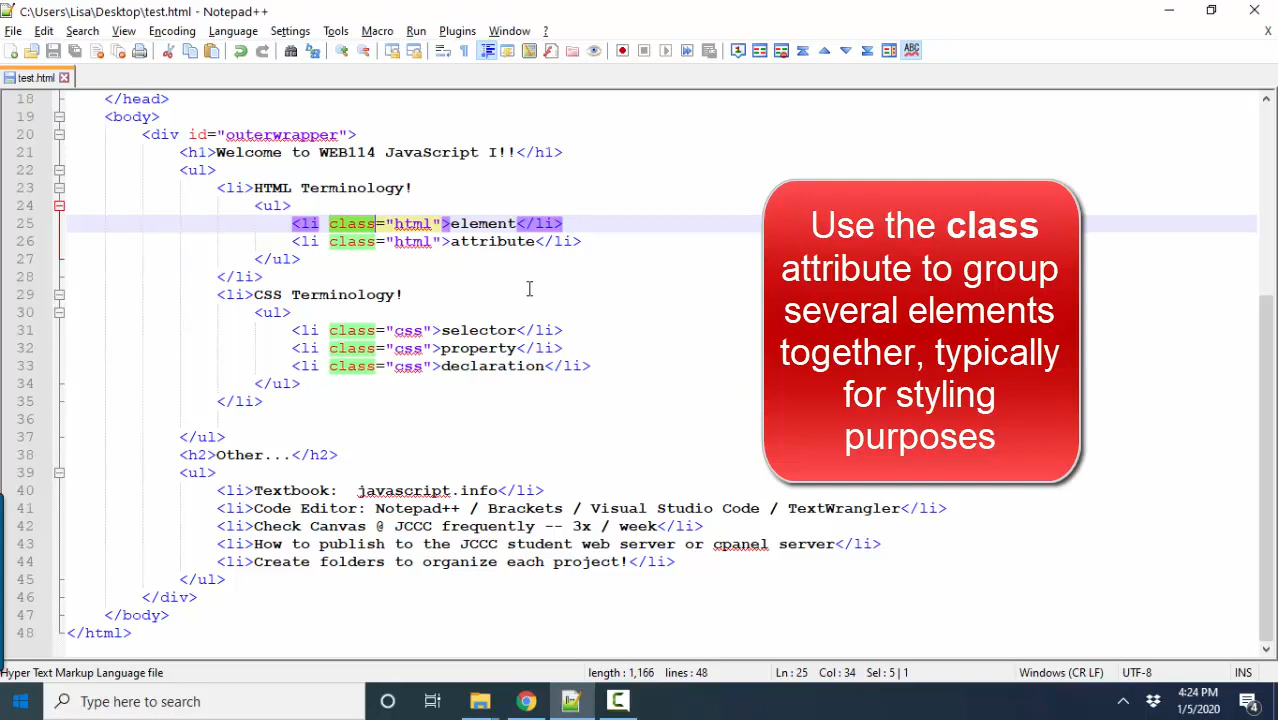 C:\Users\Lisa\Desktop\test.html - Notepad++
File Edit Search View Encoding Language Settings Tools Macro Run Plugins Window ?
X
test.html
18 </head>
19 <body>
20 <div id="outerwrapper">
21 <h1>Welcome to WEB114 JavaScript I!!</h1>
22 <ul>
23 <li>HTML Terminology!
24 <ul>
25 <li class="html">element</li>
26 <li class="html">attribute</li>
27 </ul>
28 </li>
29 <li>CSS Terminology!
30 <ul>
31 <li class="css">selector</li>
32 <li class="css">property</li>
33 <li class="css">declaration</li>
34 </ul>
35 </li>
36
37 </ul>
38 <h2>Other...</h2>
39 <ul>
40 <li>Textbook:  javascript.info</li>
41 <li>Code Editor: Notepad++ / Brackets / Visual Studio Code / TextWrangler</li>
42 <li>Check Canvas @ JCCC frequently -- 3x / week</li>
43 <li>How to publish to the JCCC student web server or cpanel server</li>
44 <li>Create folders to organize each project!</li>
45 </ul>
46 </div>
47 </body>
48 </html>
Use the class
attribute to group
several elements
together, typically
for styling
purposes
Hyper Text Markup Language file length : 1,166 lines : 48 Ln : 25 Col : 34 Sel : 5 | 1 Windows (CR LF) UTF-8 INS
Type here to search
4:24 PM
1/5/2020
4